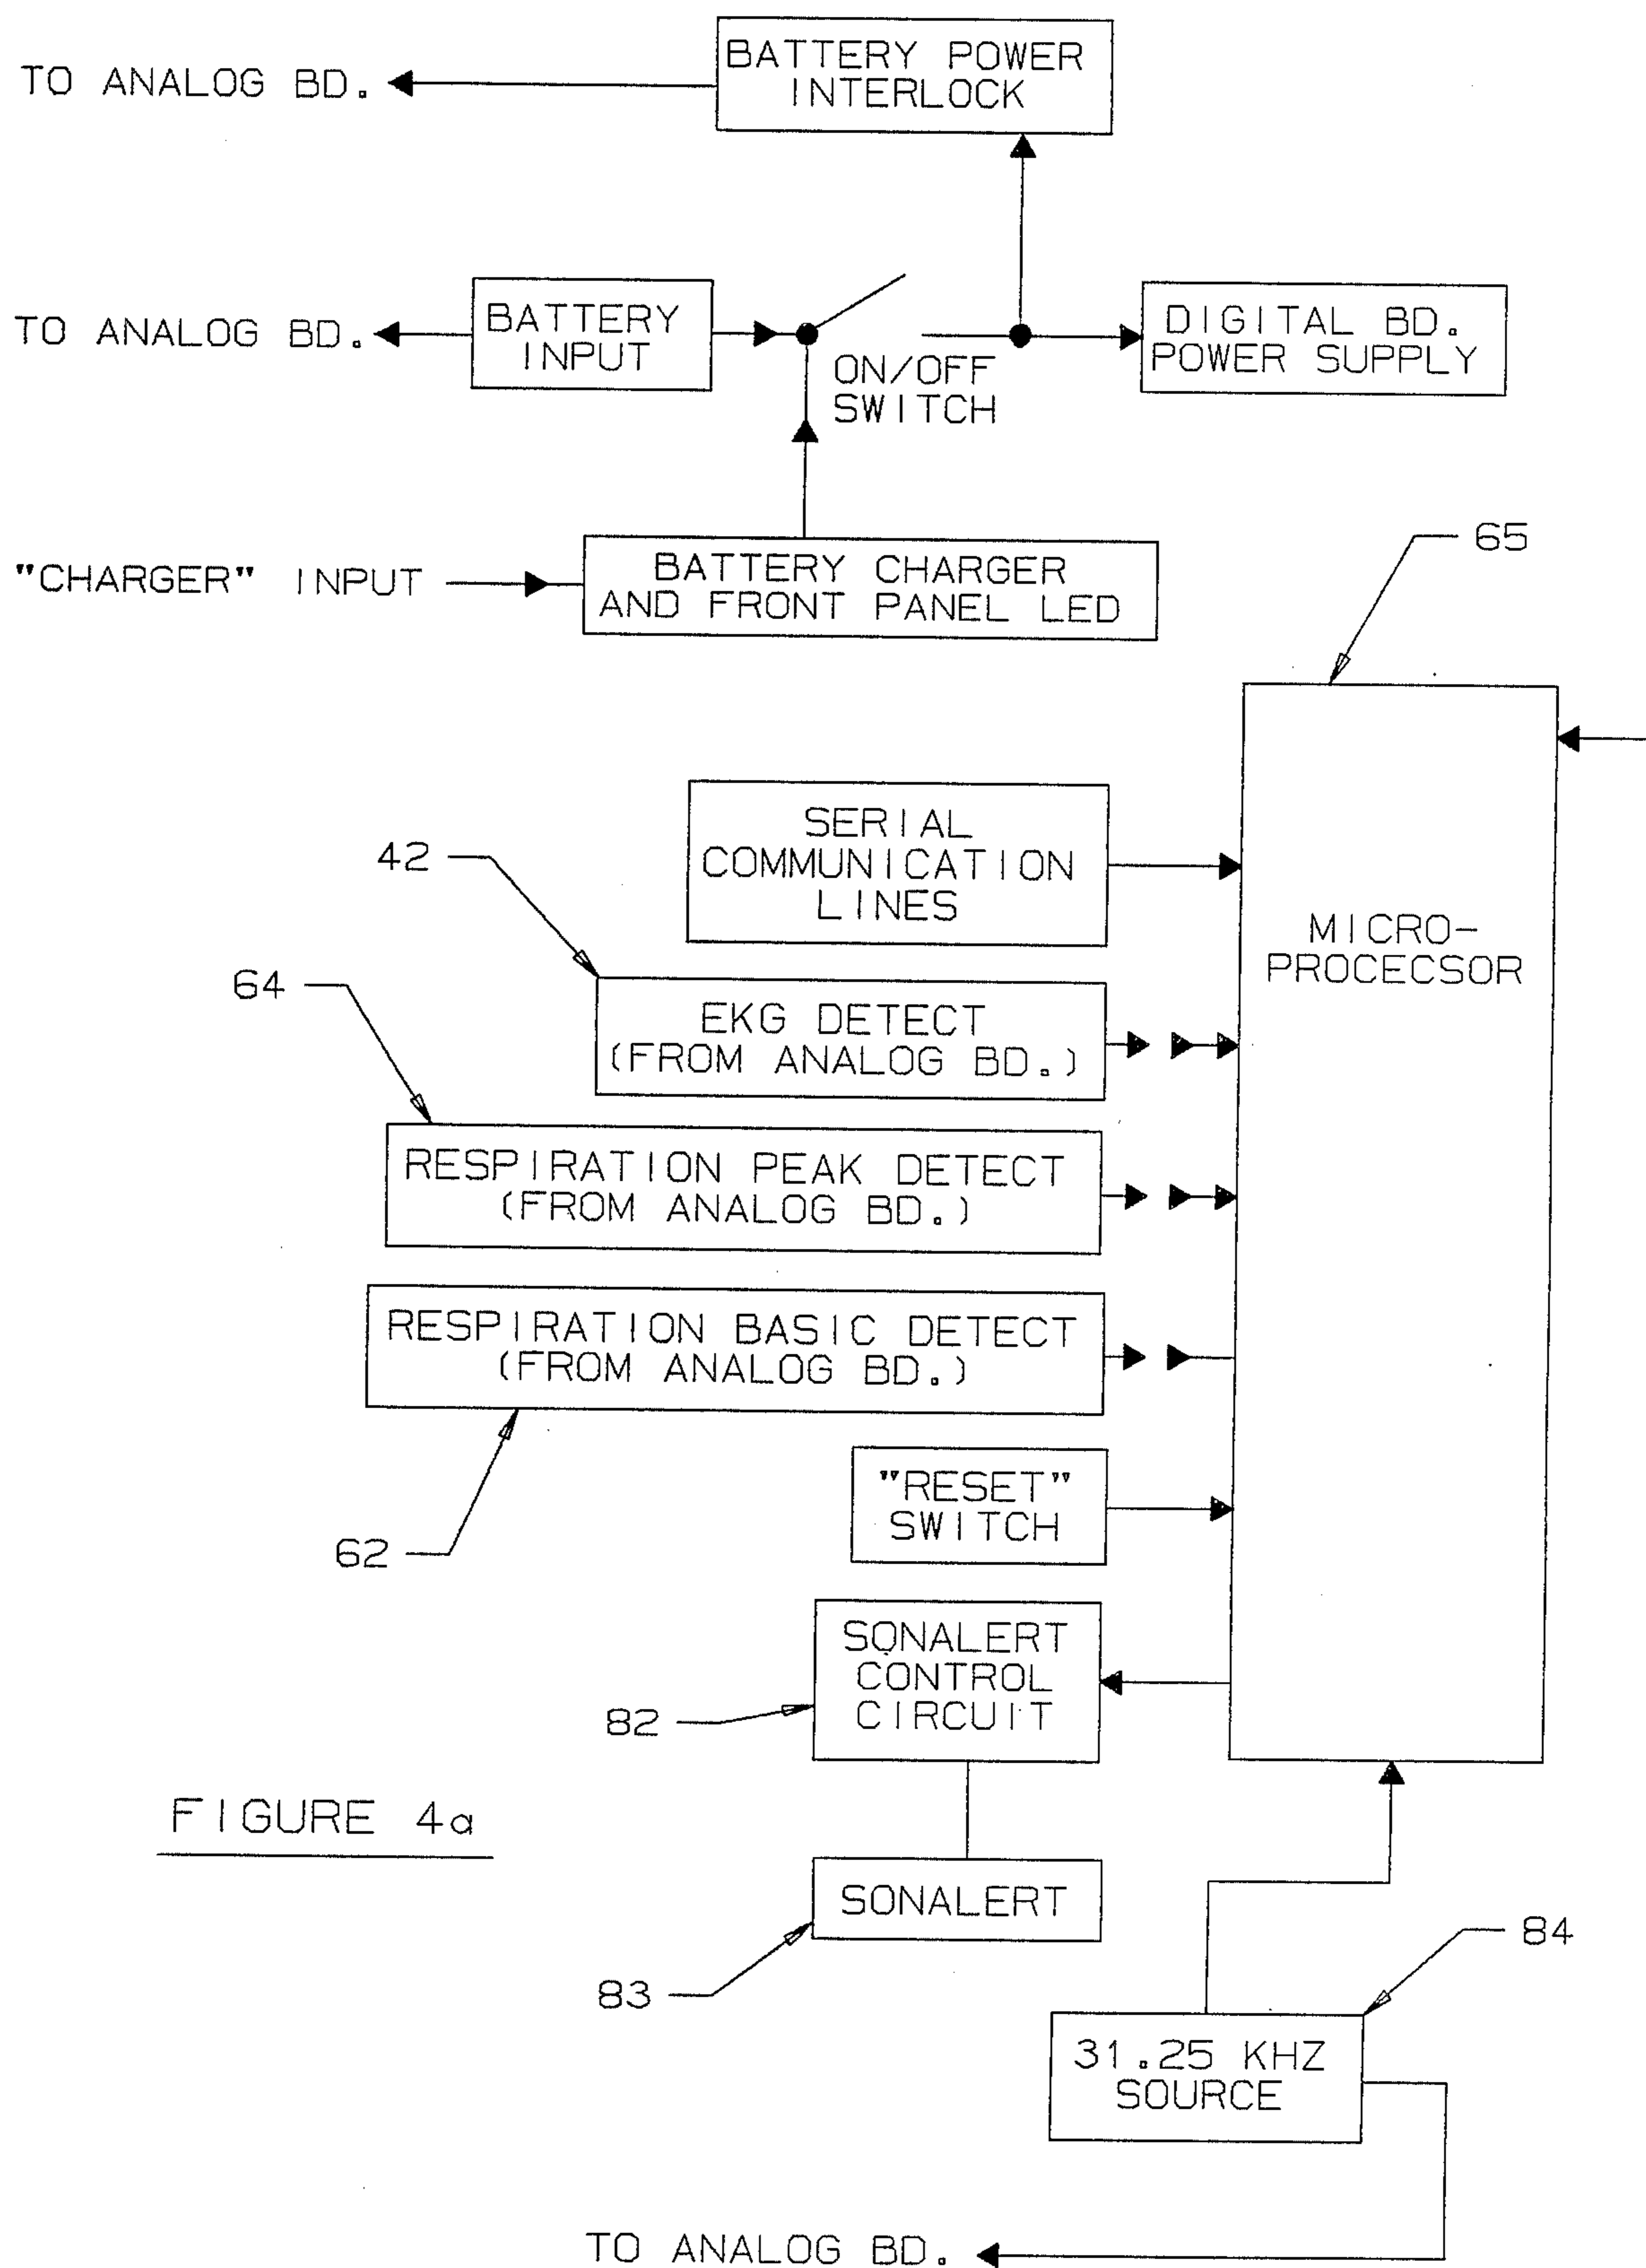 BATTERY POWER
INTERLOCK
TO ANALOG BD.
TO ANALOG BD.
BATTERY
INPUT
ON/OFF
SWITCH
DIGITAL BD.
POWER SUPPLY
"CHARGER" INPUT
BATTERY CHARGER
AND FRONT PANEL LED
65
SERIAL
COMMUNICATION
LINES
MICRO-
PROCECSOR
42
EKG DETECT
(FROM ANALOG BD.)
64
RESPIRATION PEAK DETECT
(FROM ANALOG BD.)
RESPIRATION BASIC DETECT
(FROM ANALOG BD.)
62
"RESET"
SWITCH
SONALERT
CONTROL
CIRCUIT
82
FIGURE 4a
SONALERT
83
84
31.25 KHZ
SOURCE
TO ANALOG BD.